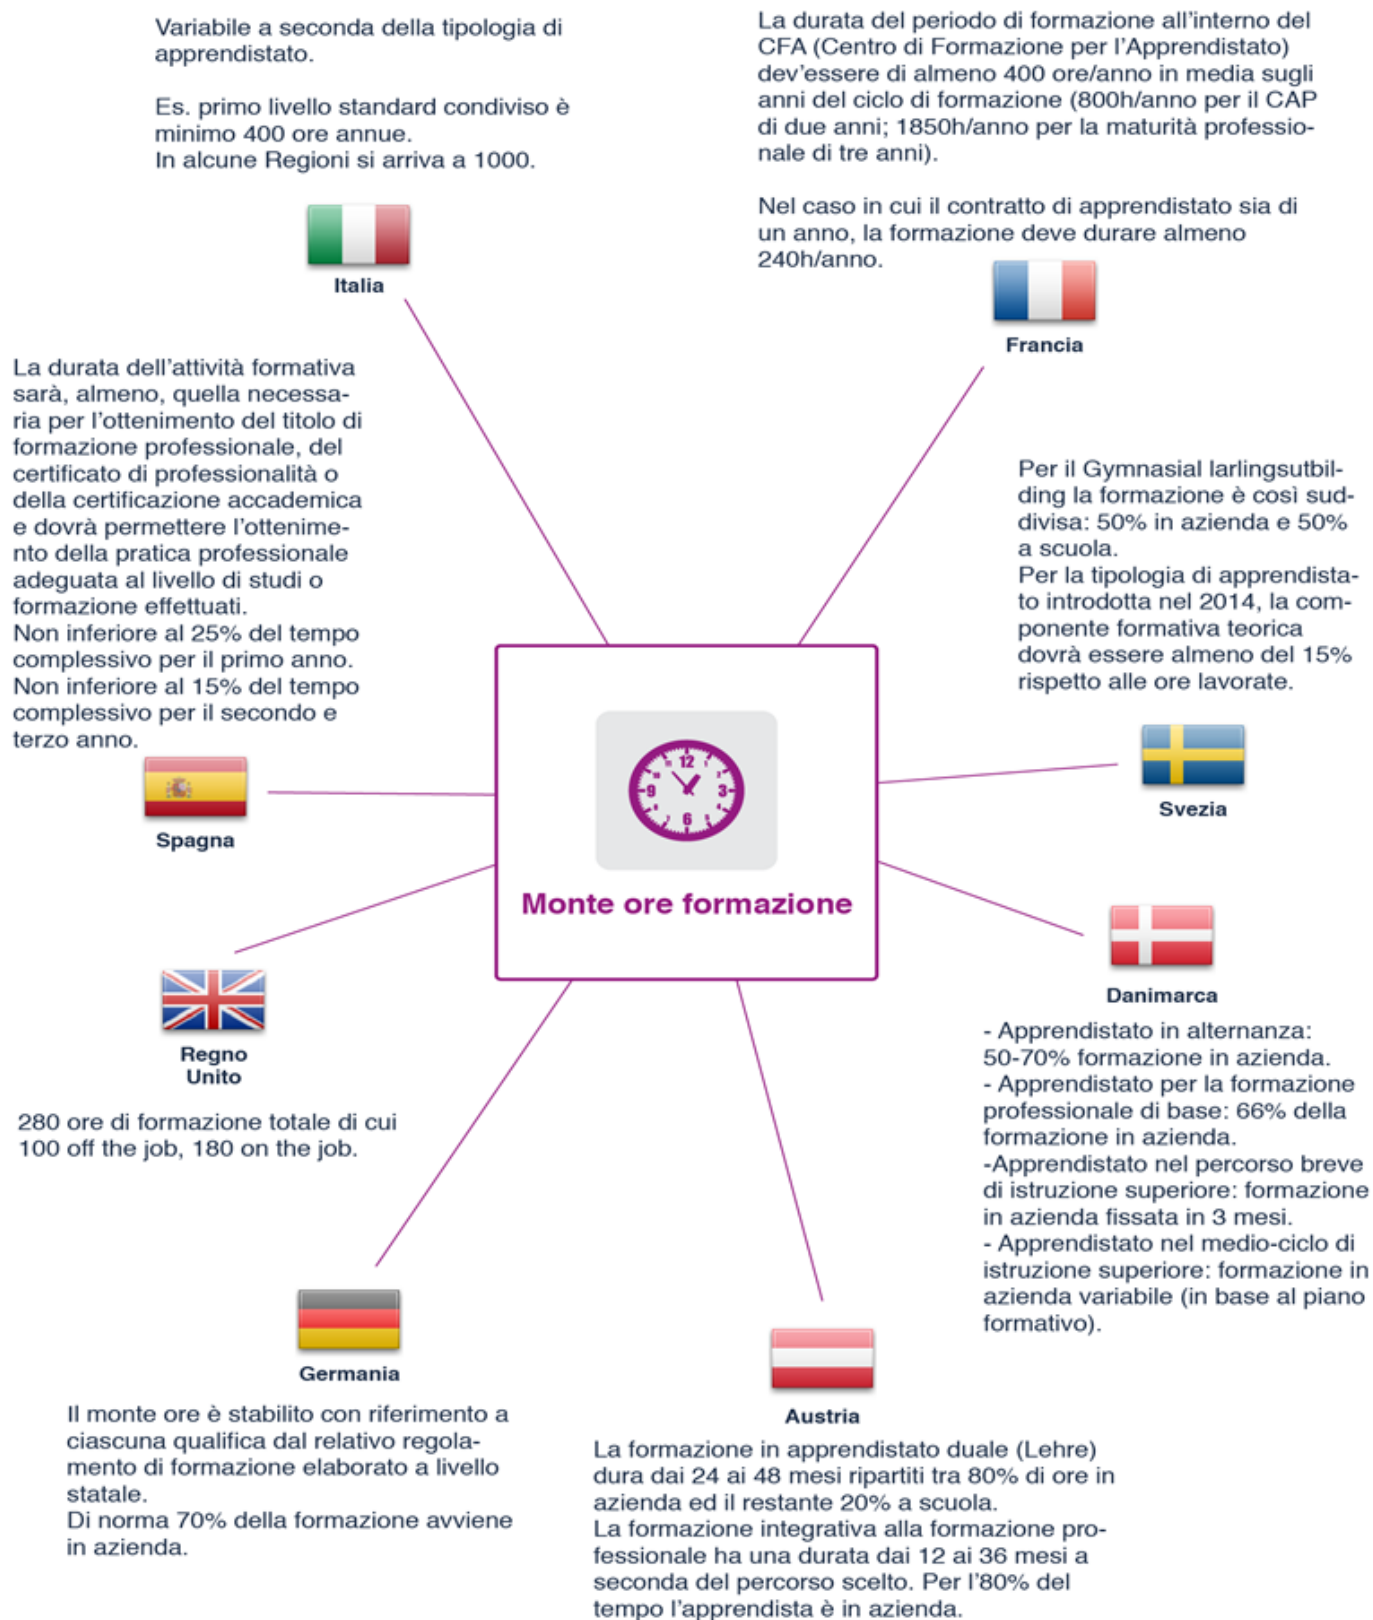 Variabile a seconda della tipologia di
apprendistato.
Es. primo livello standard condiviso è
minimo 400 ore annue.
In alcune Regioni si arriva a 1000.
Italia
La durata del periodo di formazione all'interno del
CFA (Centro di Formazione per l'Apprendistato)
dev'essere di almeno 400 ore/anno in media sugli
anni del ciclo di formazione (800h/anno per il CAP
di due anni; 1850h/anno per la maturità professio-
nale di tre anni).
Nel caso in cui il contratto di apprendistato sia di
un anno, la formazione deve durare almeno
240h/anno.
Francia
La durata dell'attività formativa
sarà, almeno, quella necessa-
ria per l'ottenimento del titolo di
formazione professionale, del
certificato di professionalità o
della certificazione accademica
e dovrà permettere l'ottenime-
nto della pratica professionale
adeguata al livello di studi o
formazione effettuati.
Non inferiore al 25% del tempo
complessivo per il primo anno.
Non inferiore al 15% del tempo
complessivo per il secondo e
terzo anno.
Spagna
Per il Gymnasial larlingsutbil-
ding la formazione è così sud-
divisa: 50% in azienda e 50%
a scuola.
Per la tipologia di apprendista-
to introdotta nel 2014, la com-
ponente formativa teorica
dovrà essere almeno del 15%
rispetto alle ore lavorate.
Svezia
12
3
6
9
Monte ore formazione
Regno
Unito
280 ore di formazione totale di cui
100 off the job, 180 on the job.
Danimarca
- Apprendistato in alternanza:
50-70% formazione in azienda.
- Apprendistato per la formazione
professionale di base: 66% della
formazione in azienda.
-Apprendistato nel percorso breve
di istruzione superiore: formazione
in azienda fissata in 3 mesi.
- Apprendistato nel medio-ciclo di
istruzione superiore: formazione in
azienda variabile (in base al piano
formativo).
Germania
Il monte ore è stabilito con riferimento a
ciascuna qualifica dal relativo regola-
mento di formazione elaborato a livello
statale.
Di norma 70% della formazione avviene
in azienda.
Austria
La formazione in apprendistato duale (Lehre)
dura dai 24 ai 48 mesi ripartiti tra 80% di ore in
azienda ed il restante 20% a scuola.
La formazione integrativa alla formazione pro-
fessionale ha una durata dai 12 ai 36 mesi a
seconda del percorso scelto. Per l'80% del
tempo l'apprendista è in azienda.